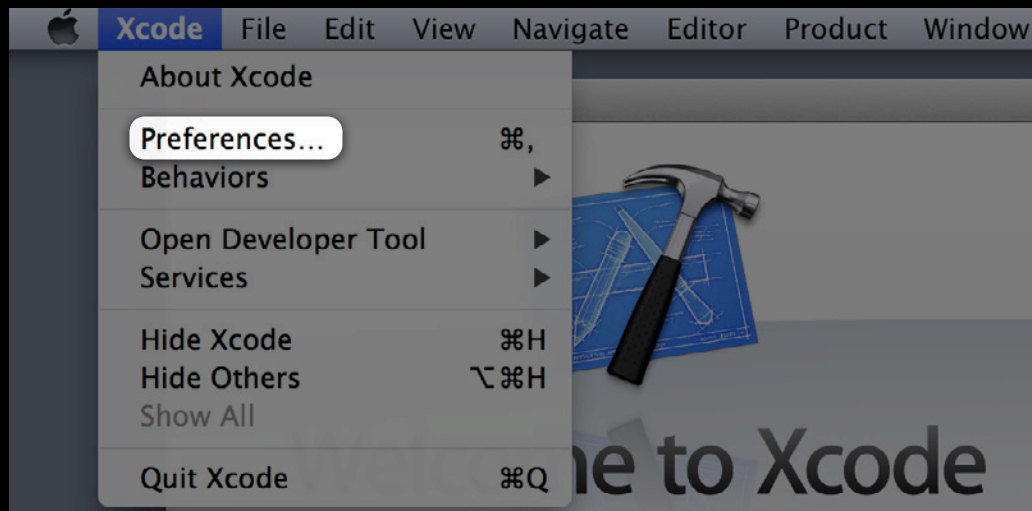 Xcode File Edit View Navigate Editor Product Window
About Xcode
Preferences... ⌘,
Behaviors ▶
Open Developer Tool ▶
Services ▶
Hide Xcode ⌘H
Hide Others ⌥⌘H
Show All
Quit Xcode ⌘Q
Welcome to Xcode